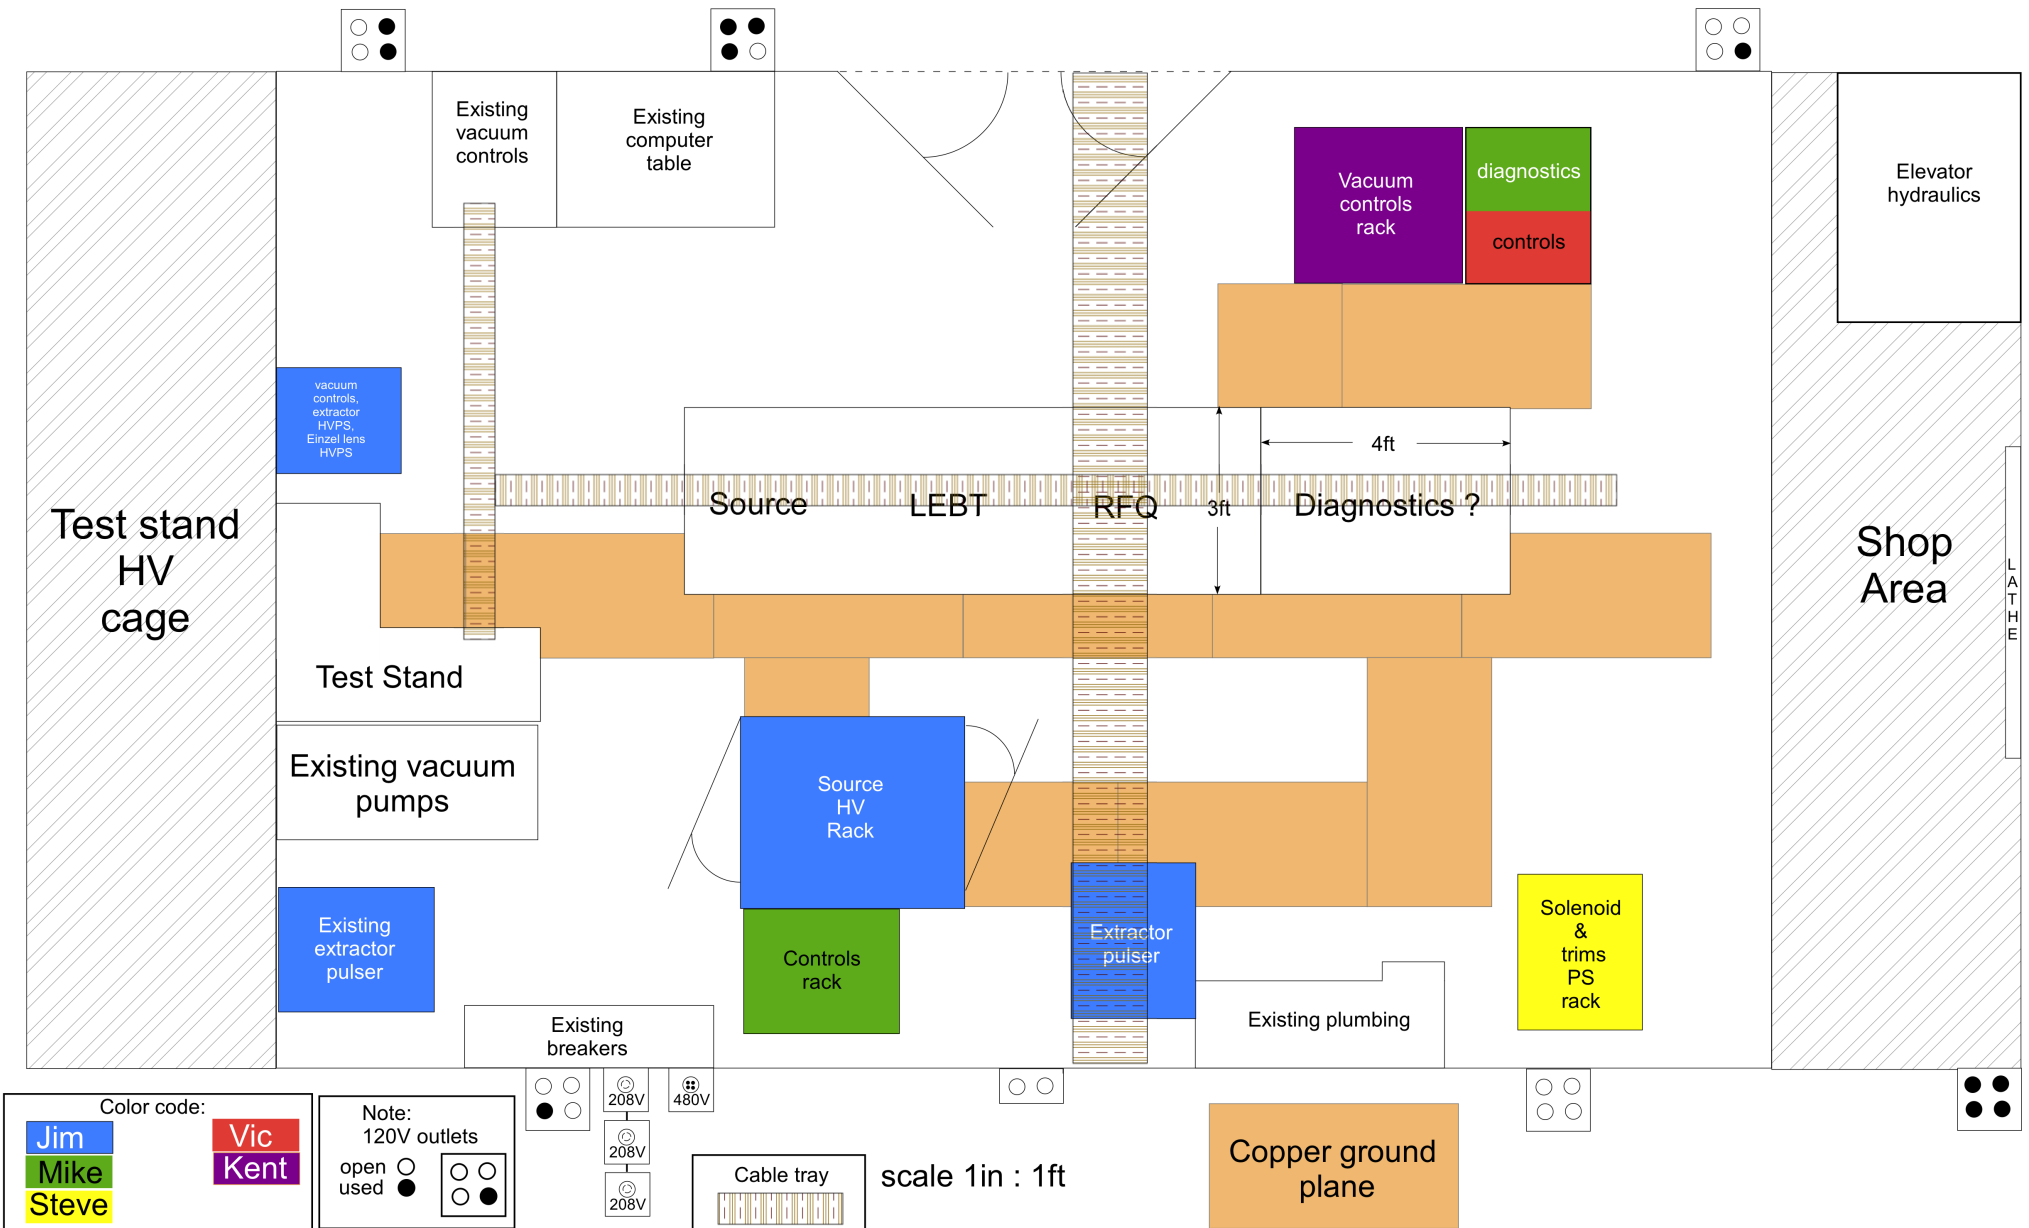 Existing
vacuum
controls
Existing
computer
table
Vacuum
controls
rack
diagnostics
controls
Elevator
hydraulics
vacuum
controls,
extractor
HVPS,
Einzel lens
HVPS
4ft
Source
LEBT
RFQ
3ft
Diagnostics ?
Test stand
HV
cage
Shop
Area
L
A
T
H
E
Test Stand
Existing vacuum
pumps
Source
HV
Rack
Existing
extractor
pulser
Controls
rack
Extractor
pulser
Solenoid
&
trims
PS
rack
Existing
breakers
Existing plumbing
208V
480V
208V
208V
Color code:
Jim
Mike
Steve
Vic
Kent
Note:
120V outlets
open
used
Cable tray
scale 1in : 1ft
Copper ground
plane